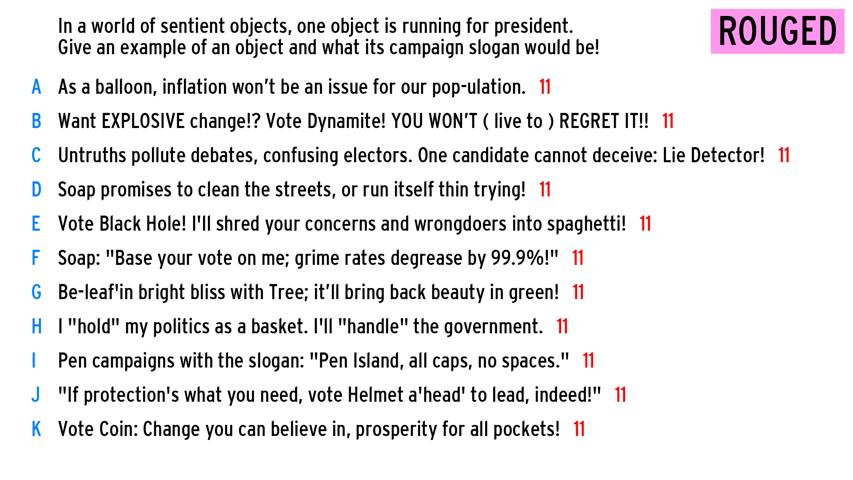 In a world of sentient objects, one object is running for president.
Give an example of an object and what its campaign slogan would be!
ROUGED
A As a balloon, inflation won't be an issue for our pop-ulation. 11
B Want EXPLOSIVE change!? Vote Dynamite! YOU WON'T ( live to ) REGRET IT!! 11
C Untruths pollute debates, confusing electors. One candidate cannot deceive: Lie Detector! 11
D Soap promises to clean the streets, or run itself thin trying! 11
E Vote Black Hole! I'll shred your concerns and wrongdoers into spaghetti! 11
F Soap: "Base your vote on me; grime rates degrease by 99.9%!" 11
G Be-leaf'in bright bliss with Tree; it'll bring back beauty in green! 11
H I "hold" my politics as a basket. I'll "handle" the government. 11
I Pen campaigns with the slogan: "Pen Island, all caps, no spaces." 11
J "If protection's what you need, vote Helmet a'head' to lead, indeed!" 11
K Vote Coin: Change you can believe in, prosperity for all pockets! 11